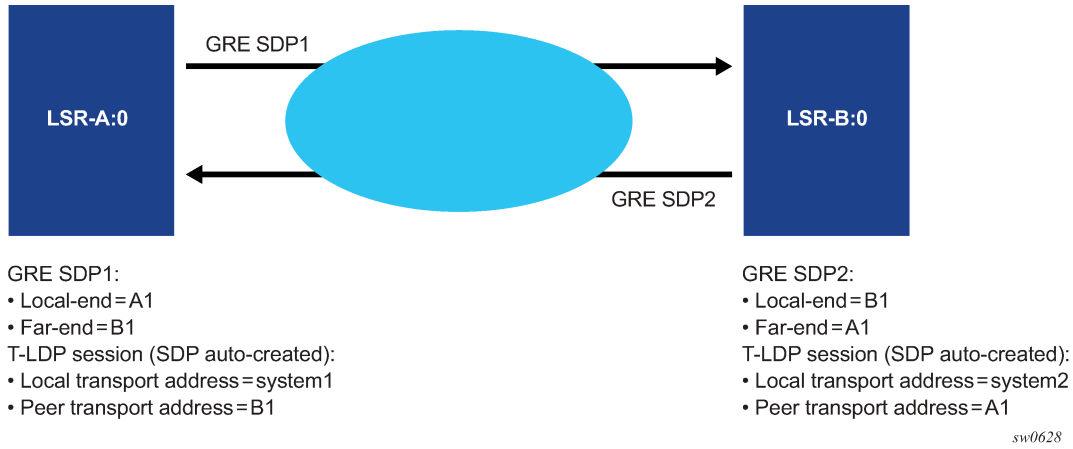 GRE SDP1
LSR-A:0
LSR-B:0
GRE SDP2
GRE SDP1:
• Local-end=A1
• Far-end=B1
T-LDP session (SDP auto-created):
• Local transport address=system1
• Peer transport address=B1
GRE SDP2:
• Local-end=B1
• Far-end=A1
T-LDP session (SDP auto-created):
• Local transport address=system2
• Peer transport address=A1
sw0628